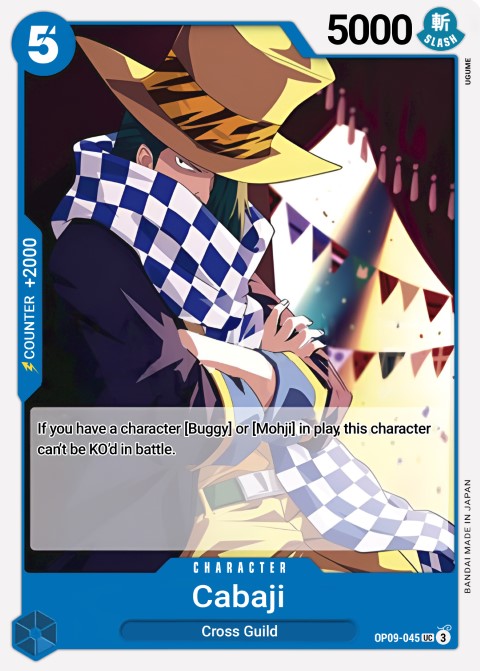 5
5000
斬
SLASH
UGUME
COUNTER +2000
If you have a character [Buggy] or [Mohji] in play, this character
can't be KO'd in battle.
BANDAI MADE IN JAPAN
CHARACTER
Cabaji
Cross Guild
OP09-045 UC 3